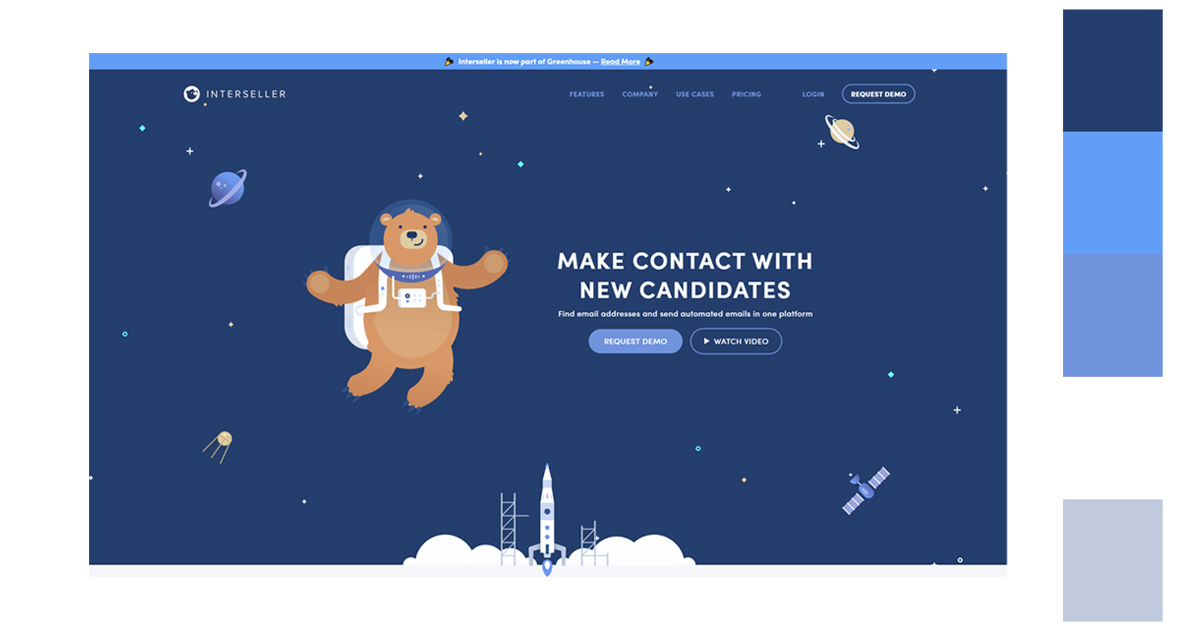 Interseller is now part of Greenhouse — Read More
INTERSELLER
FEATURES COMPANY USE CASES PRICING LOGIN REQUEST DEMO
MAKE CONTACT WITH
NEW CANDIDATES
Find email addresses and send automated emails in one platform
REQUEST DEMO WATCH VIDEO